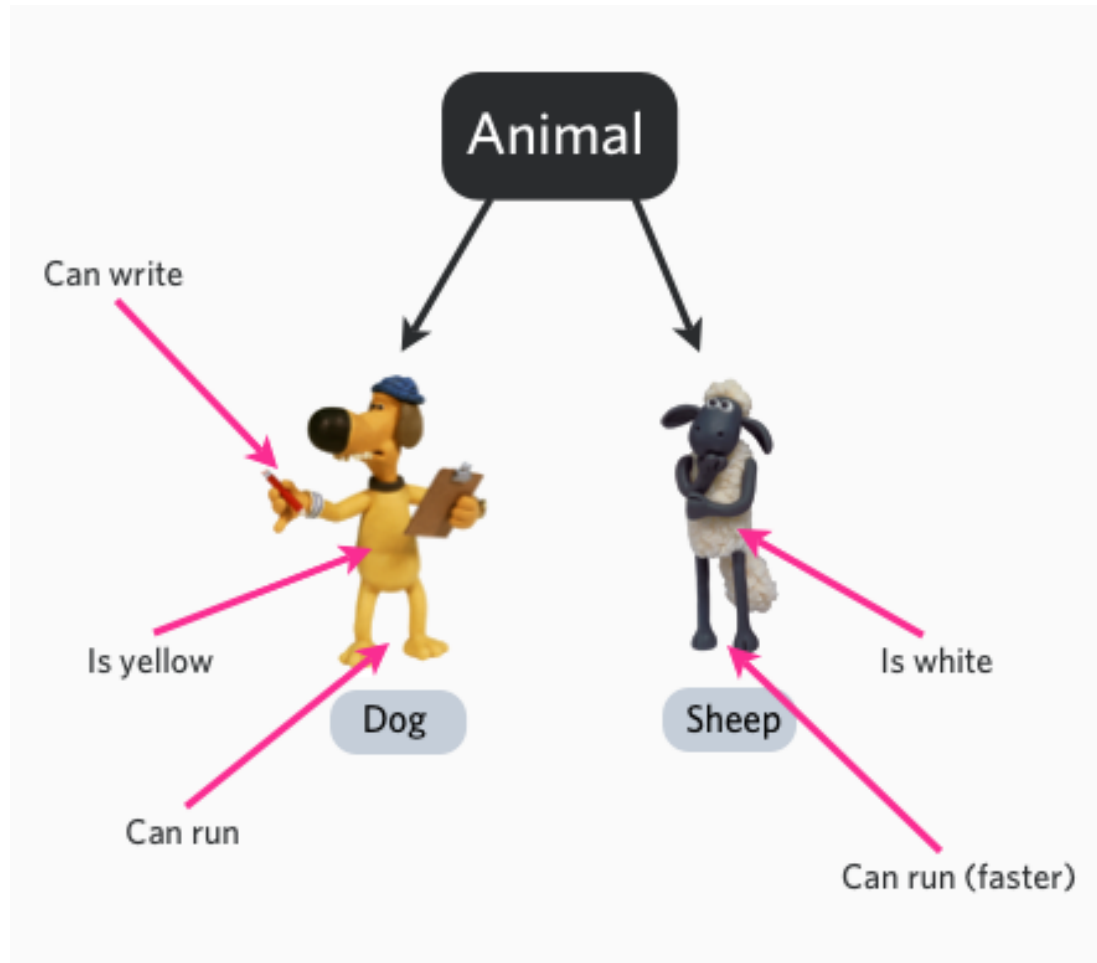 Animal
Can write
Is yellow
Is white
Dog
Sheep
Can run
Can run (faster)